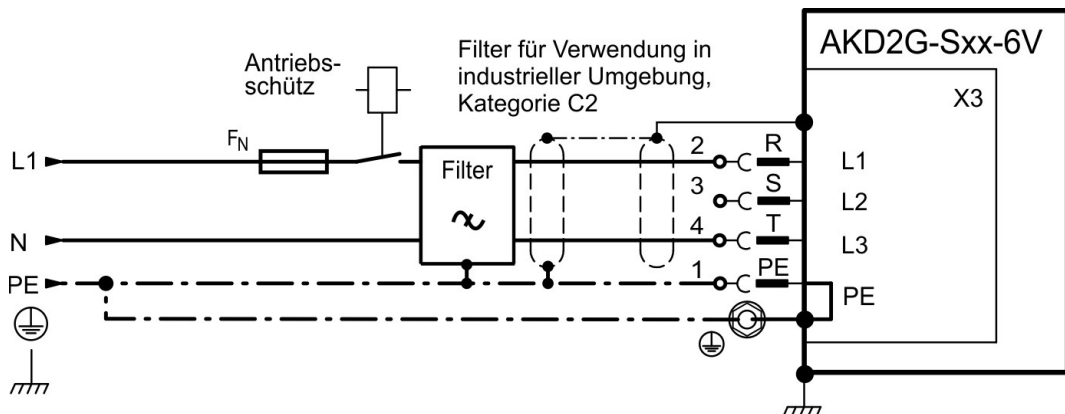 AKD2G-Sxx-6V
Filter für Verwendung in
industrieller Umgebung,
Kategorie C2
Antriebs-
schütz
X3
FN
L1
Filter
2
R
L1
3
S
L2
N
4
T
L3
PE
1
PE
PE